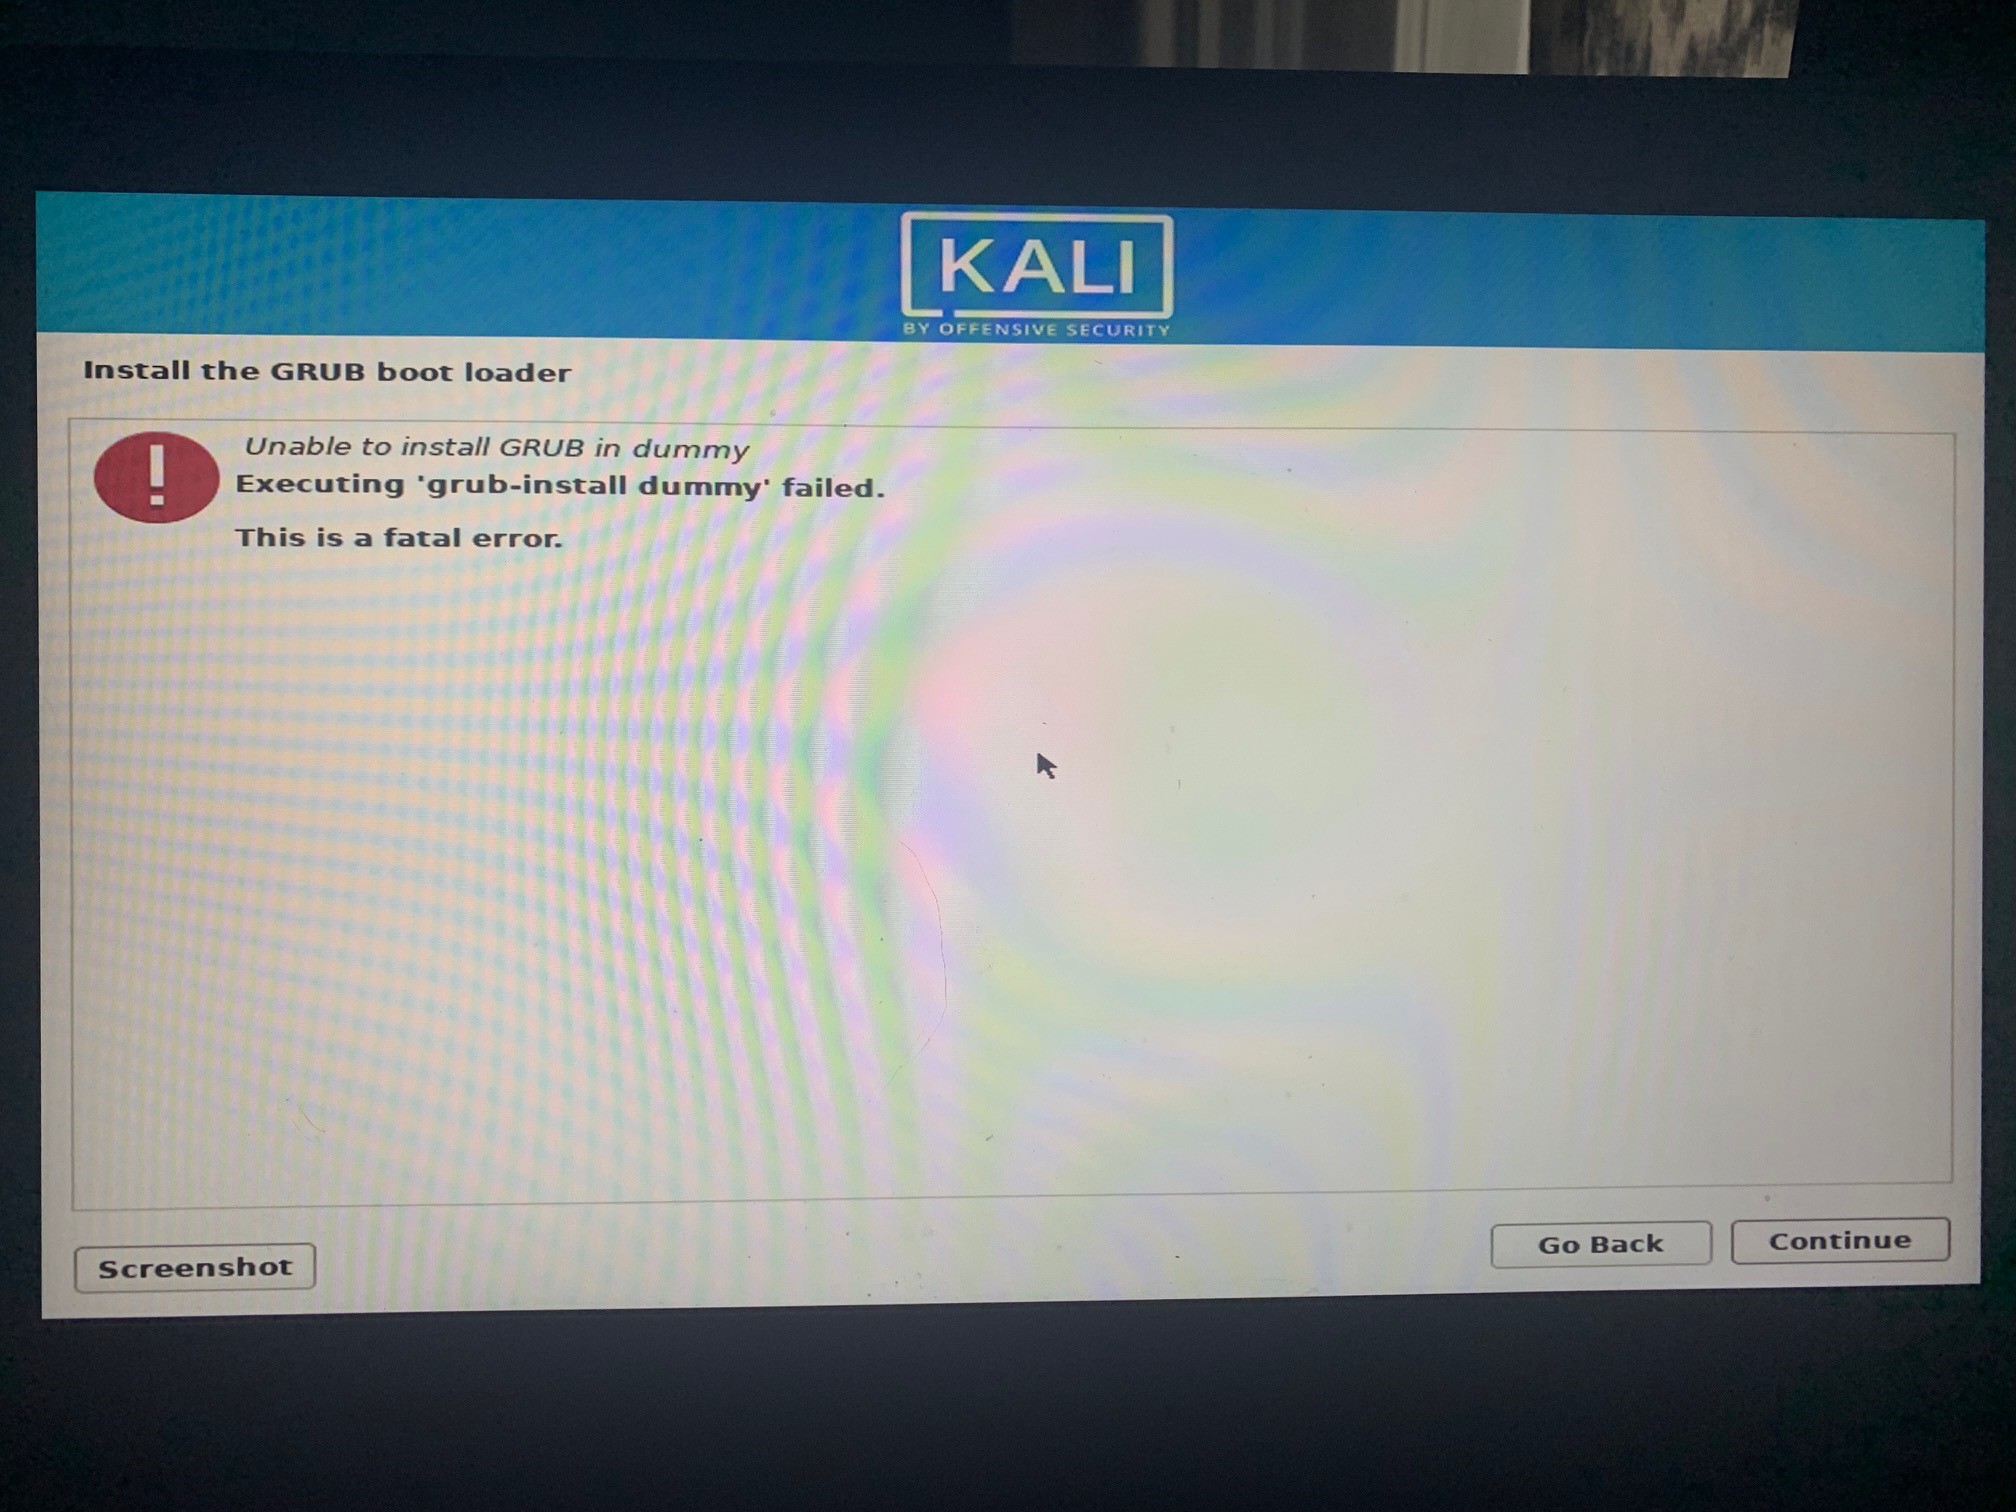 KALI
BY OFFENSIVE SECURITY
Install the GRUB boot loader
Unable to install GRUB in dummy
Executing 'grub-install dummy' failed.
This is a fatal error.
Screenshot
Go Back
Continue